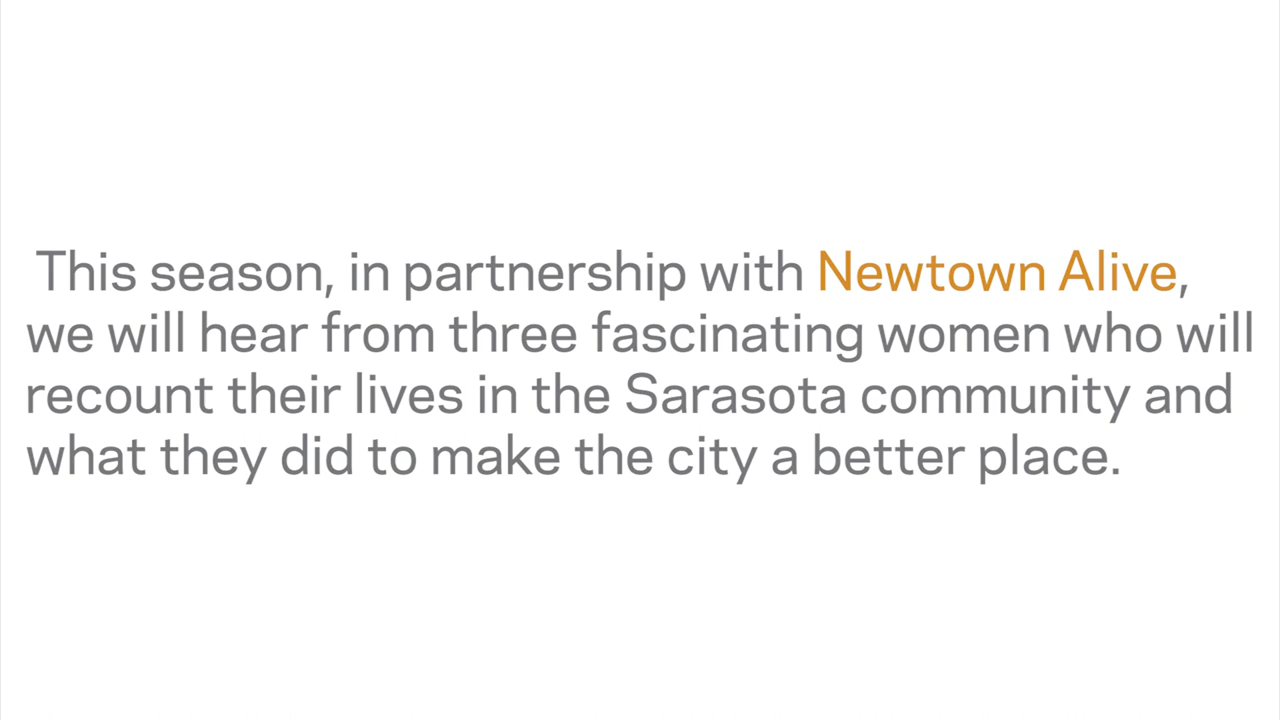 This season, in partnership with Newtown Alive,
we will hear from three fascinating women who will
recount their lives in the Sarasota community and
what they did to make the city a better place.